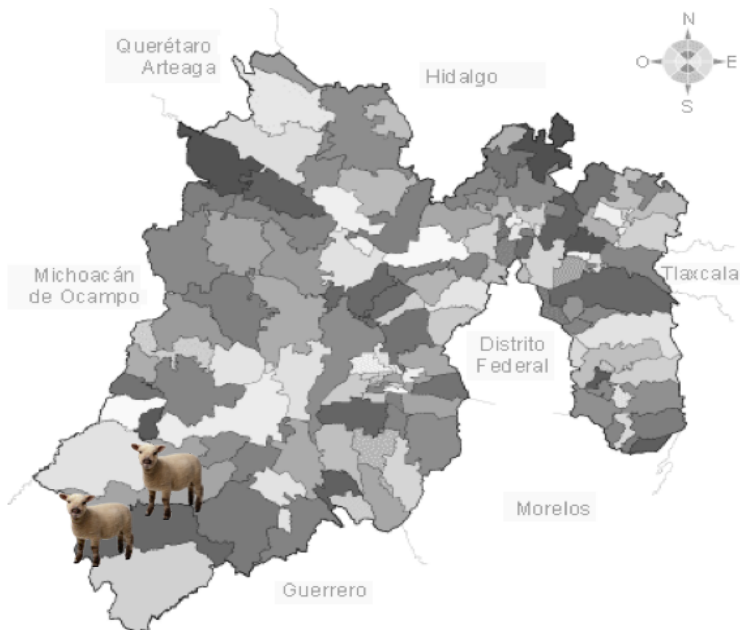 Querétaro
Arteaga
Hidalgo
N
O
E
S
Michoacán
de Ocampo
Tlaxcala
Distrito
Federal
Morelos
Guerrero